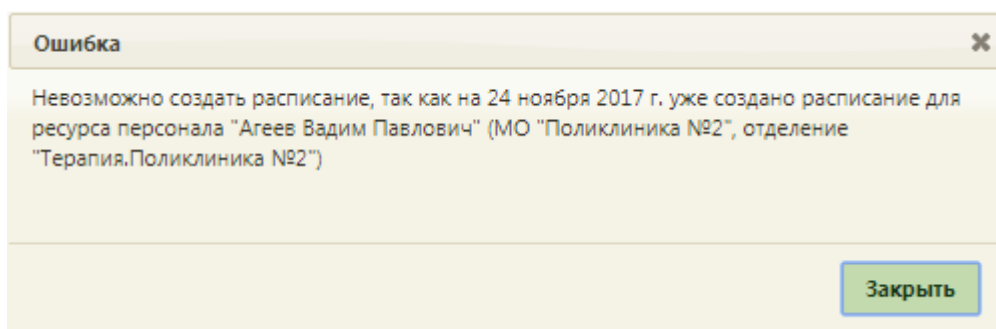 Ошибка
Невозможно создать расписание, так как на 24 ноября 2017 г. уже создано расписание для
ресурса персонала "Агеев Вадим Павлович" (МО "Поликлиника №2", отделение
"Терапия.Поликлиника №2")
Закрыть